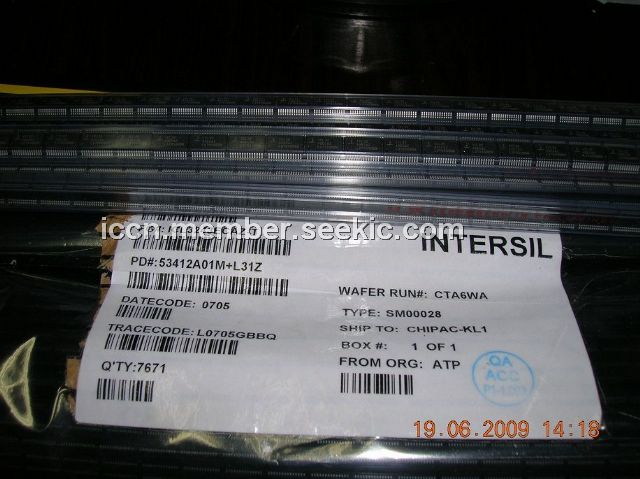 iccn.member.seekic.com
INTERSIL
PD#:53412A01M+L31Z
WAFER RUN#: CTA6WA
DATECODE: 0705
TYPE: SM00028
TRACECODE: L0705GBBQ
SHIP TO: CHIPAC-KL1
BOX #: 1 OF 1
Q'TY:7671
FROM ORG: ATP
QA
ACC
19.06.2009 14:18